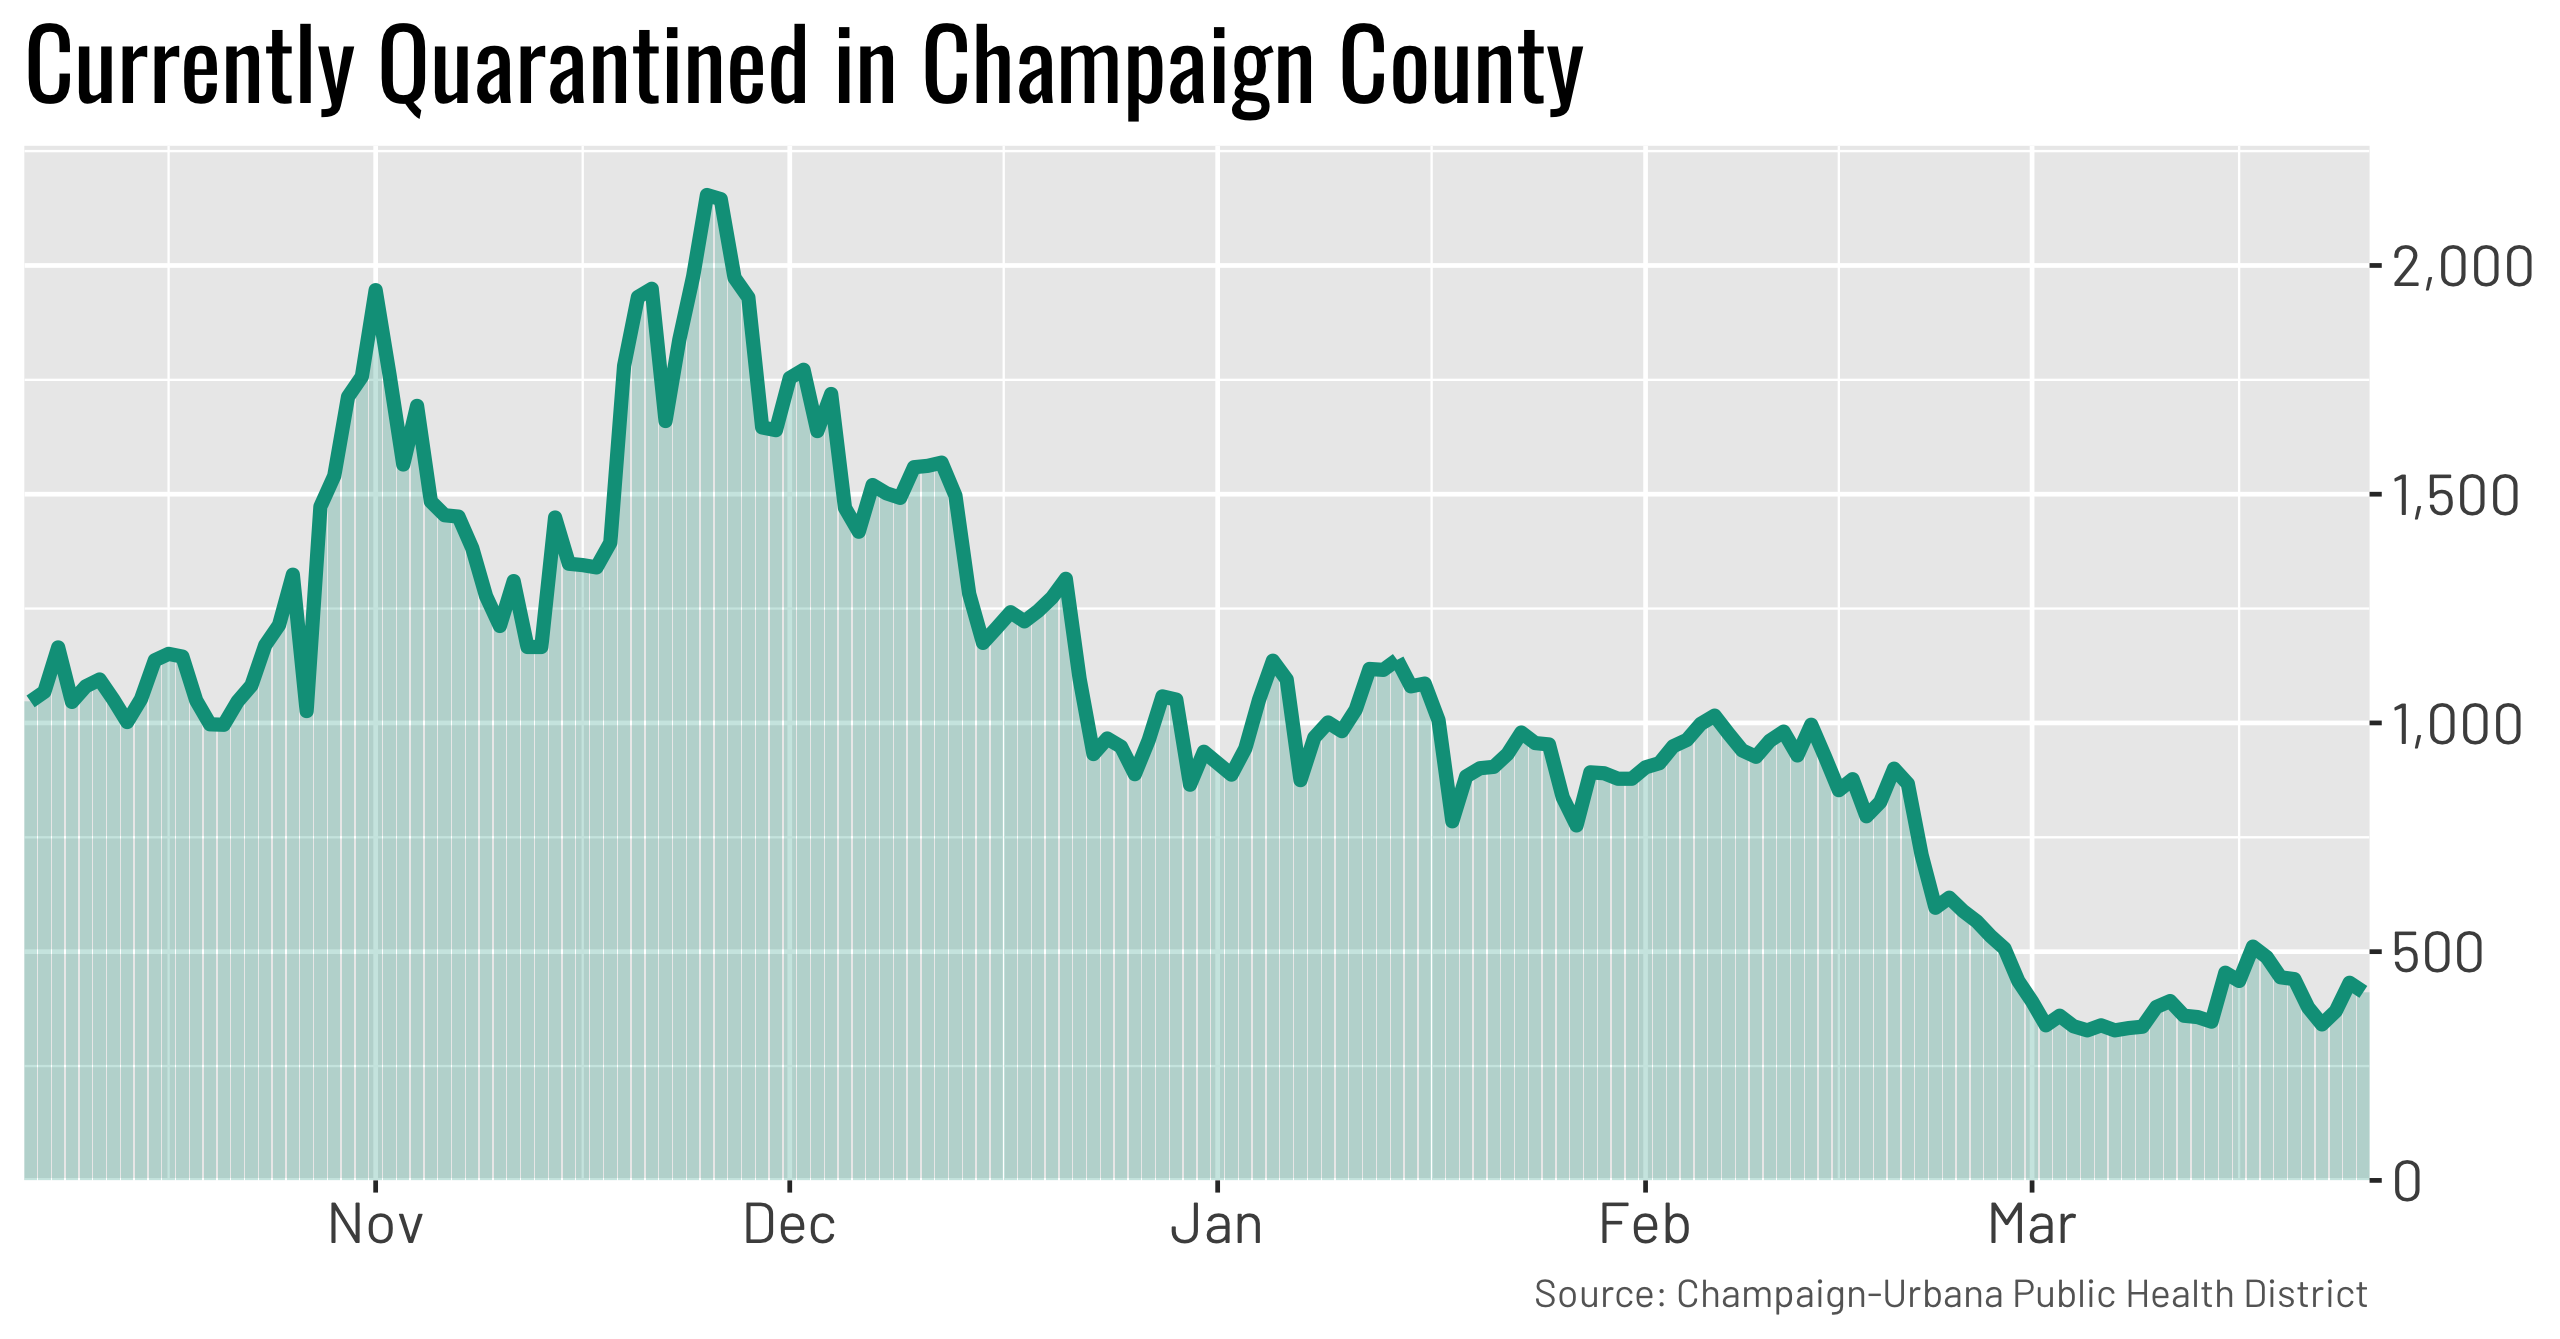 Currently Quarantined in Champaign County
2,000
1,500
1,000
500
0
Nov Dec Jan Feb Mar
Source: Champaign-Urbana Public Health District